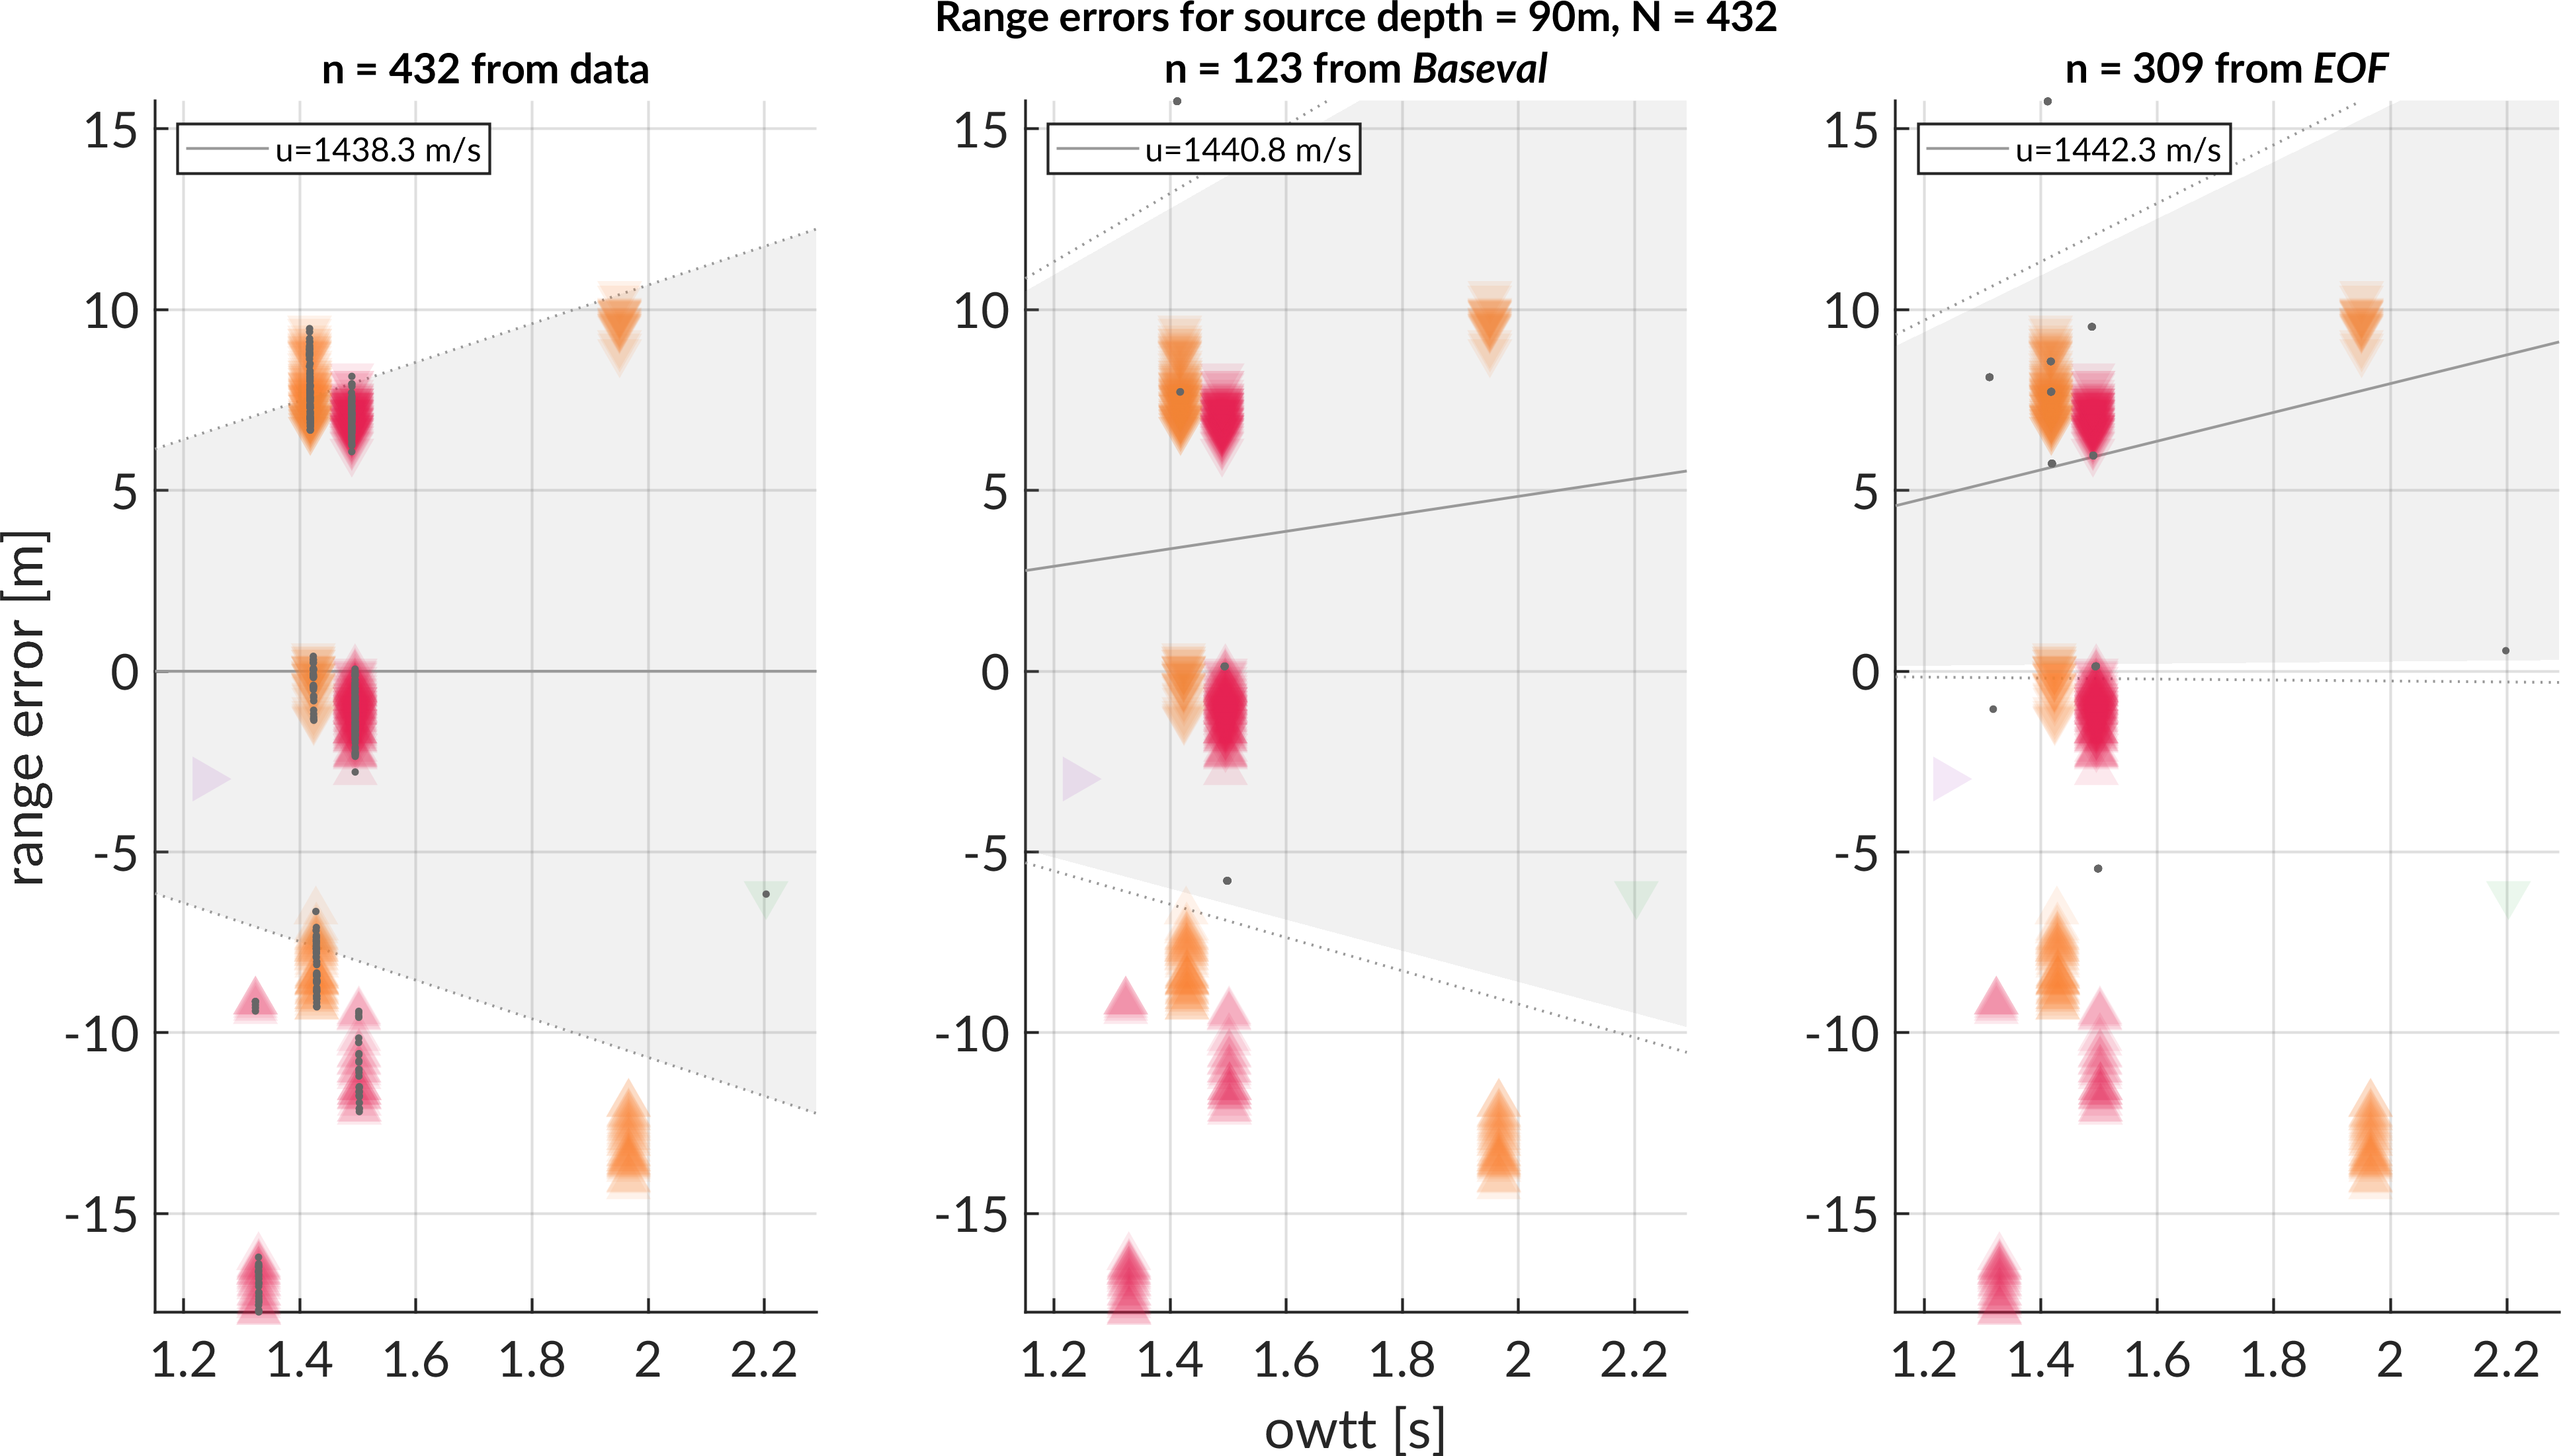 Range errors for source depth = 90m, N = 432
n = 432 from data
n = 123 from Baseval
n = 309 from EOF
range error [m]
15
10
5
0
-5
-10
-15
u=1438.3 m/s
1.2 1.4 1.6 1.8 2 2.2
15
10
5
0
-5
-10
-15
u=1440.8 m/s
1.2 1.4 1.6 1.8 2 2.2
15
10
5
0
-5
-10
-15
u=1442.3 m/s
1.2 1.4 1.6 1.8 2 2.2
owtt [s]